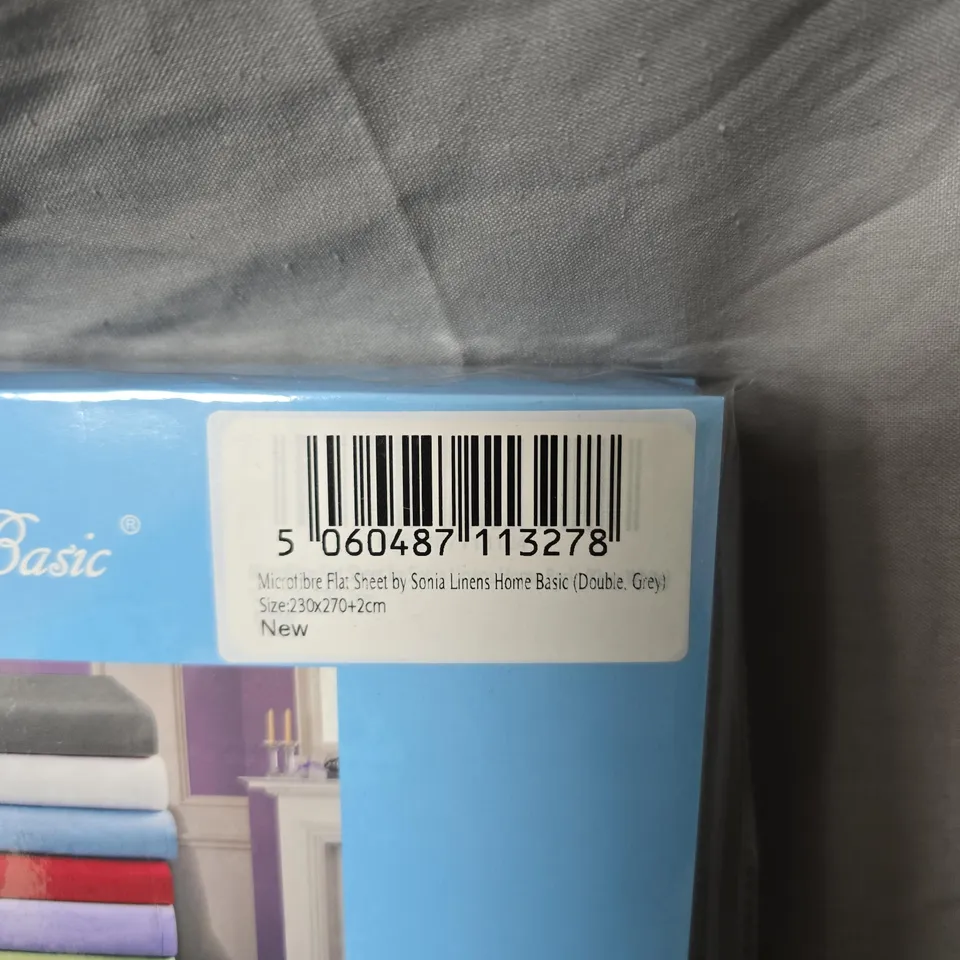 Basic ®
5 060487 113278
Microfibre Flat Sheet by Sonia Linens Home Basic (Double, Grey)
Size:230x270+2cm
New